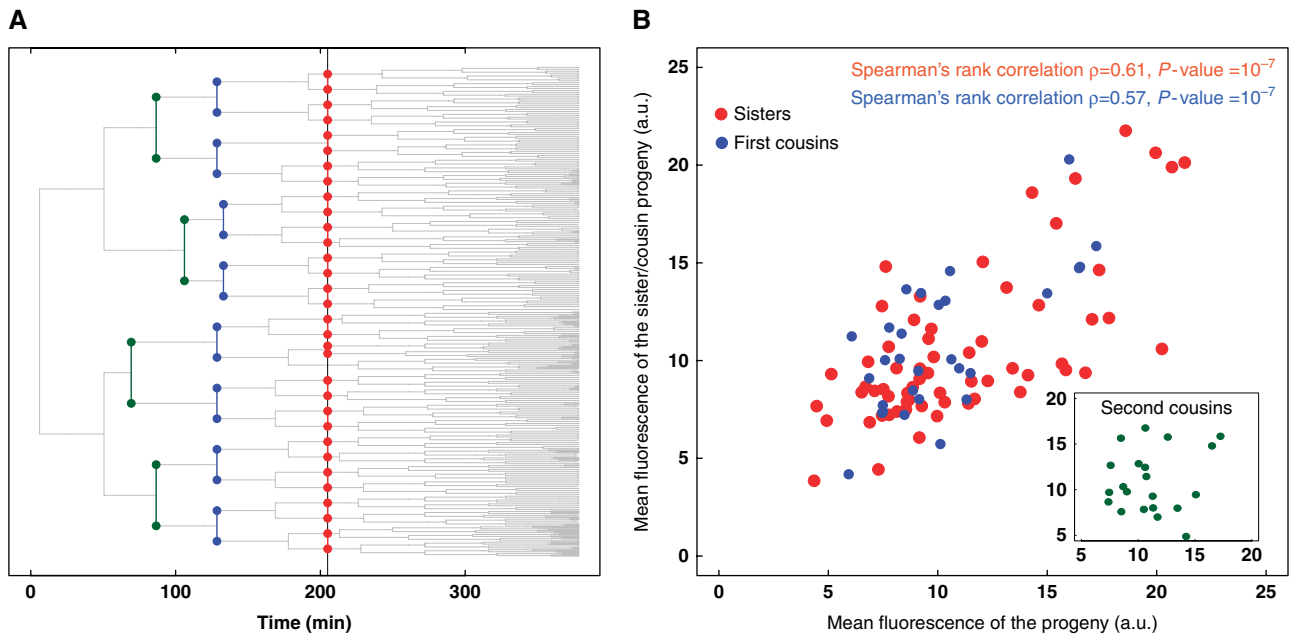 A
0
100
200
300
Time (min)
B
Mean fluorescence of the sister/cousin progeny (a.u.)
25
20
15
10
5
0
Spearman's rank correlation ρ=0.61, P-value =10⁻⁷
Spearman's rank correlation ρ=0.57, P-value =10⁻⁷
Sisters
First cousins
Second cousins
20
15
10
5
5
10
15
20
0
5
10
15
20
25
Mean fluorescence of the progeny (a.u.)